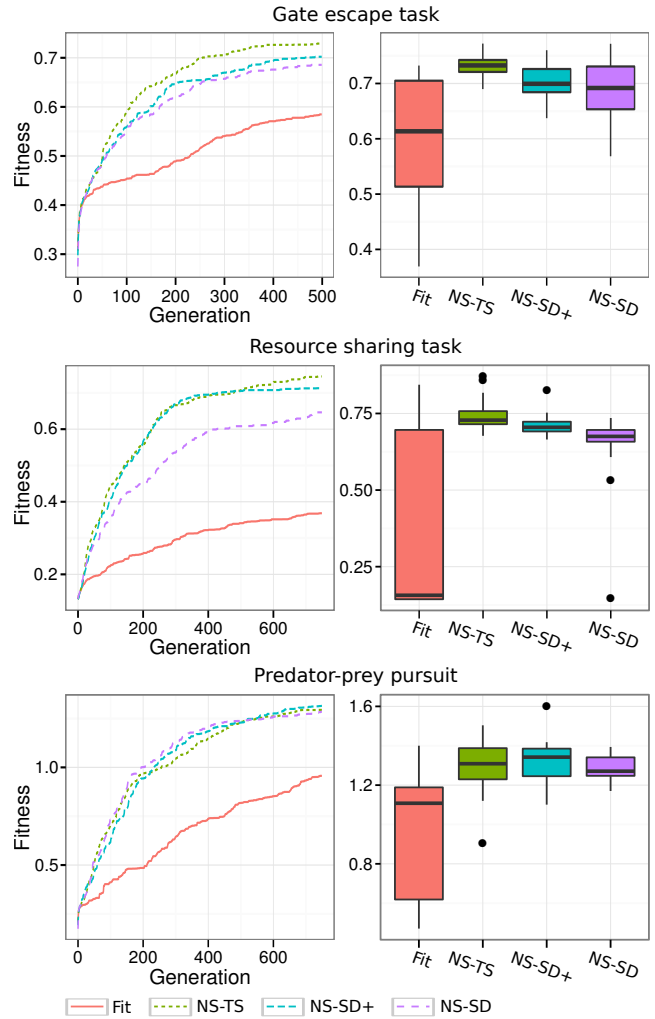 Gate escape task
Fitness
0.7
0.6
0.5
0.4
0.3
0 100 200 300 400 500
Generation
0.7
0.6
0.5
0.4
Fit NS-TS NS-SD+ NS-SD
Resource sharing task
Fitness
0.6
0.4
0.2
0 200 400 600
Generation
0.75
0.50
0.25
Fit NS-TS NS-SD+ NS-SD
Predator-prey pursuit
Fitness
1.0
0.5
0 200 400 600
Generation
1.6
1.2
0.8
Fit NS-TS NS-SD+ NS-SD
Fit NS-TS NS-SD+ NS-SD